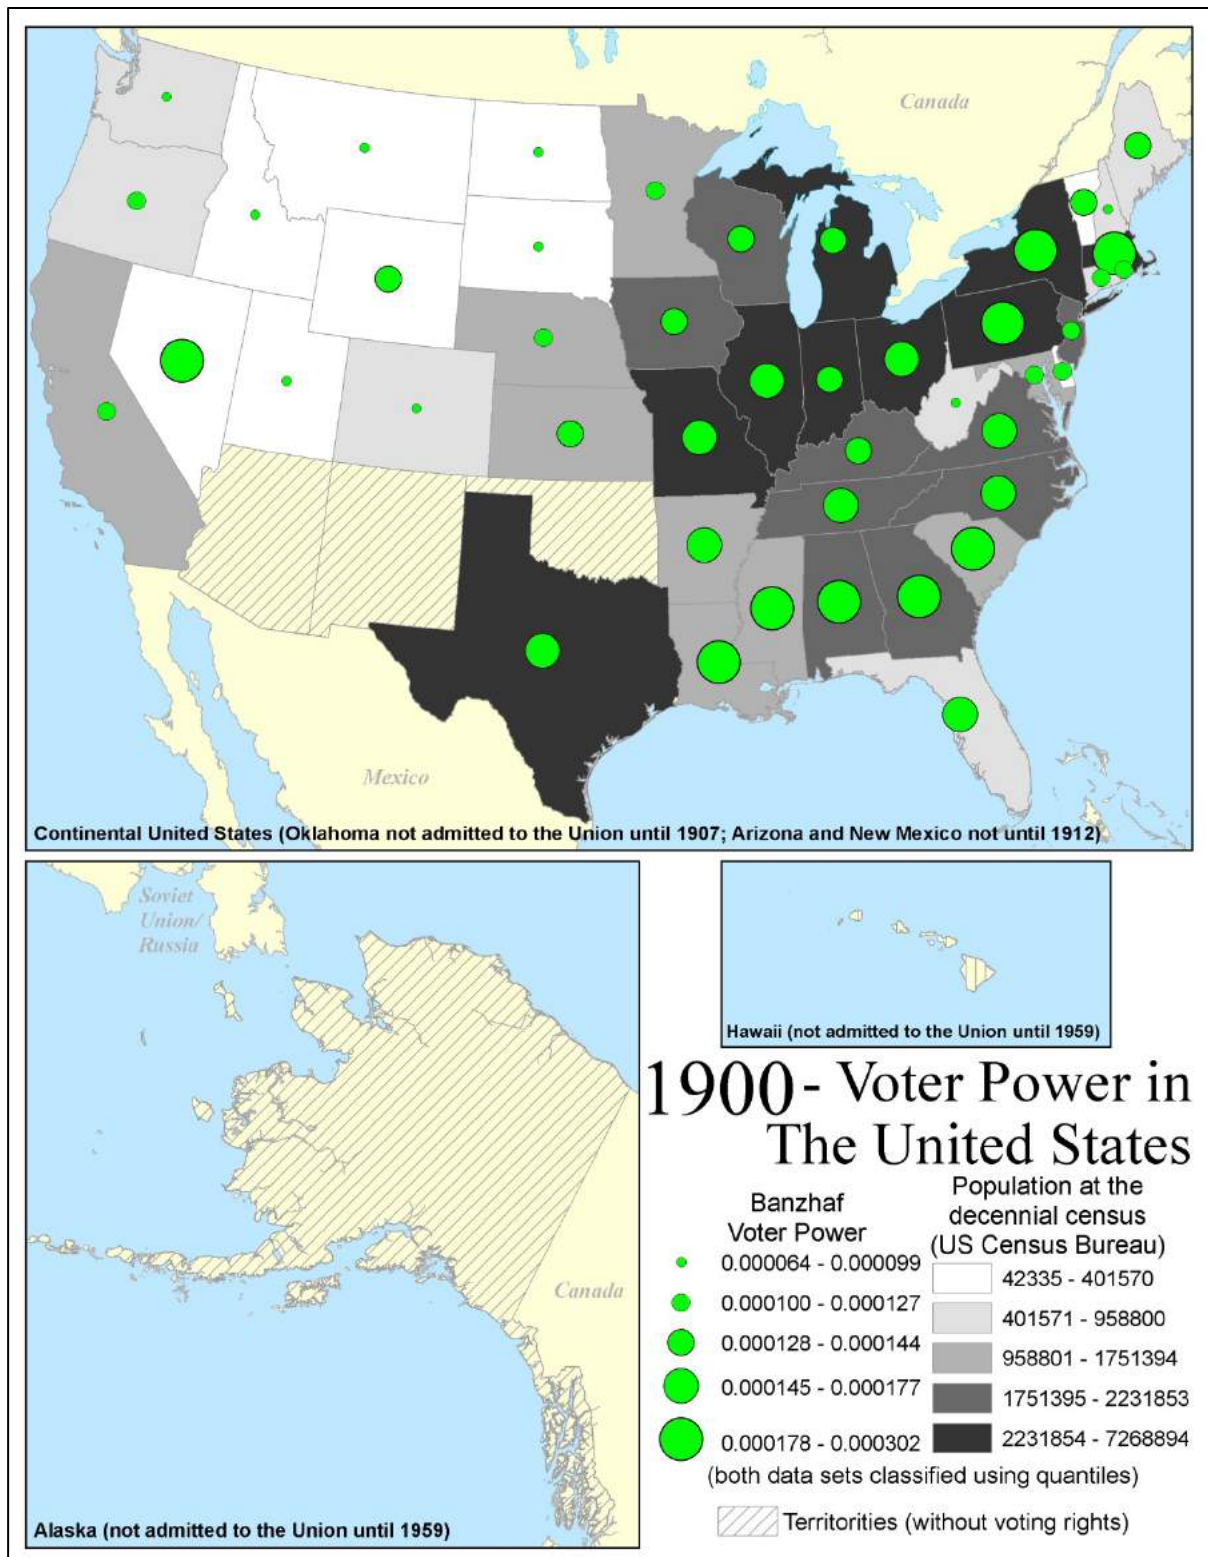 Canada
Mexico
Continental United States (Oklahoma not admitted to the Union until 1907; Arizona and New Mexico not until 1912)
Soviet
Union/
Russia
Canada
Alaska (not admitted to the Union until 1959)
Hawaii (not admitted to the Union until 1959)
1900 - Voter Power in
The United States
Banzhaf
Voter Power
0.000064 - 0.000099
0.000100 - 0.000127
0.000128 - 0.000144
0.000145 - 0.000177
0.000178 - 0.000302
Population at the
decennial census
(US Census Bureau)
42335 - 401570
401571 - 958800
958801 - 1751394
1751395 - 2231853
2231854 - 7268894
(both data sets classified using quantiles)
Territorities (without voting rights)